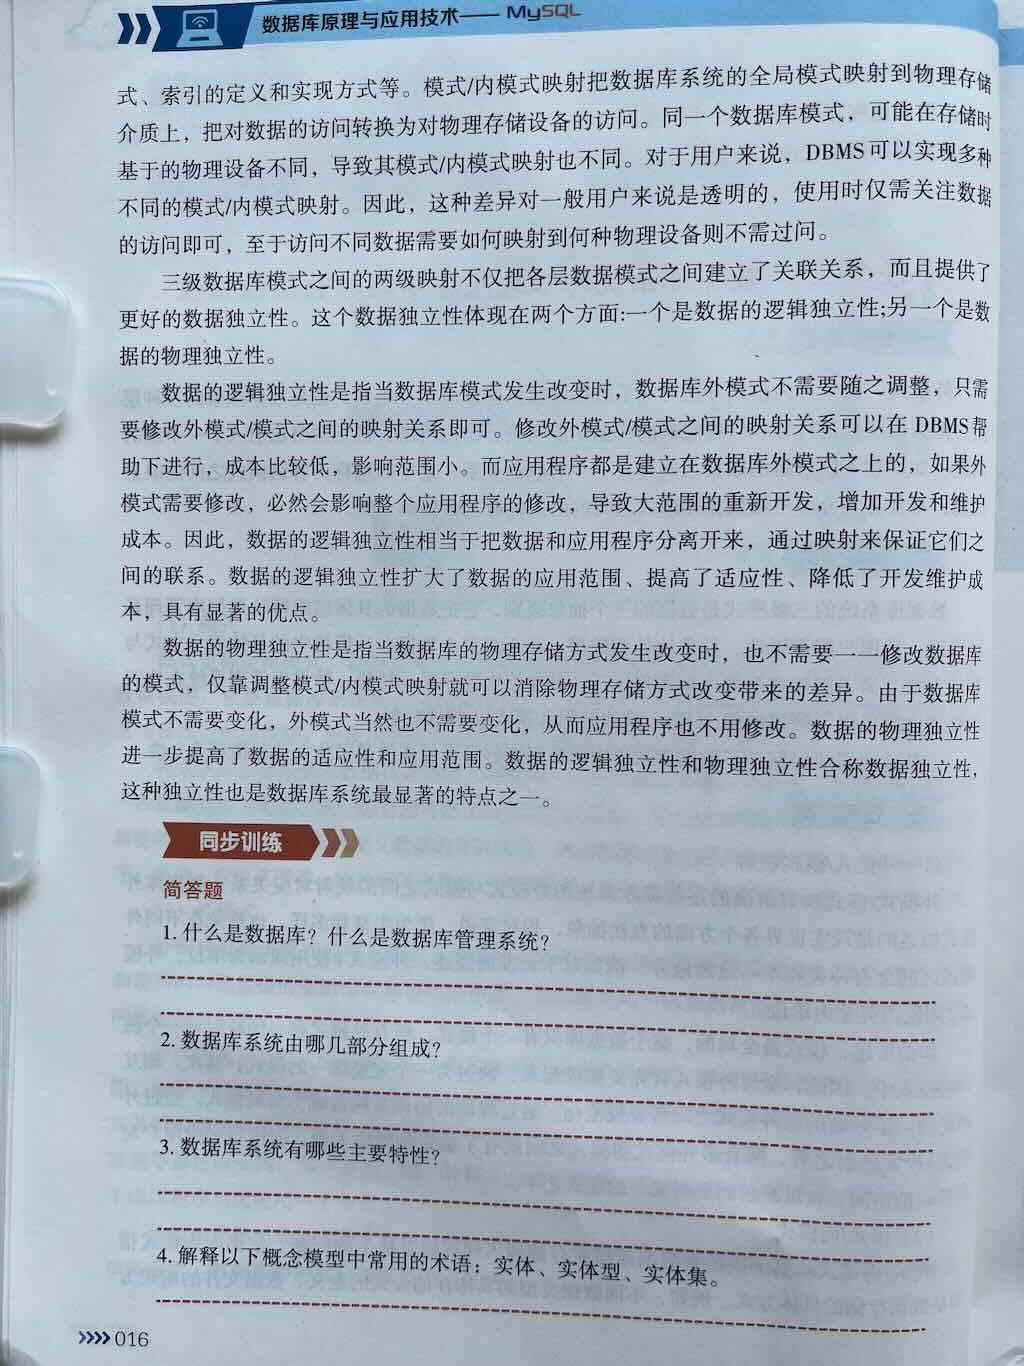 数据库原理与应用技术—— MySQL
式、索引的定义和实现方式等。模式/内模式映射把数据库系统的全局模式映射到物理存储
介质上，把对数据的访问转换为对物理存储设备的访问。同一个数据库模式，可能在存储时
基于的物理设备不同，导致其模式/内模式映射也不同。对于用户来说，DBMS可以实现多种
不同的模式/内模式映射。因此，这种差异对一般用户来说是透明的，使用时仅需关注数据
的访问即可，至于访问不同数据需要如何映射到何种物理设备则不需过问。
三级数据库模式之间的两级映射不仅把各层数据模式之间建立了关联关系，而且提供了
更好的数据独立性。这个数据独立性体现在两个方面:一个是数据的逻辑独立性;另一个是数
据的物理独立性。
数据的逻辑独立性是指当数据库模式发生改变时，数据库外模式不需要随之调整，只需
要修改外模式/模式之间的映射关系即可。修改外模式/模式之间的映射关系可以在 DBMS帮
助下进行，成本比较低，影响范围小。而应用程序都是建立在数据库外模式之上的，如果外
模式需要修改，必然会影响整个应用程序的修改，导致大范围的重新开发，增加开发和维护
成本。因此，数据的逻辑独立性相当于把数据和应用程序分离开来，通过映射来保证它们之
间的联系。数据的逻辑独立性扩大了数据的应用范围、提高了适应性、降低了开发维护成
本，具有显著的优点。
数据的物理独立性是指当数据库的物理存储方式发生改变时，也不需要一一修改数据库
的模式，仅靠调整模式/内模式映射就可以消除物理存储方式改变带来的差异。由于数据库
模式不需要变化，外模式当然也不需要变化，从而应用程序也不用修改。数据的物理独立性
进一步提高了数据的适应性和应用范围。数据的逻辑独立性和物理独立性合称数据独立性，
这种独立性也是数据库系统最显著的特点之一。
同步训练
简答题
1. 什么是数据库？什么是数据库管理系统？
2. 数据库系统由哪几部分组成？
3. 数据库系统有哪些主要特性？
4. 解释以下概念模型中常用的术语：实体、实体型、实体集。
016